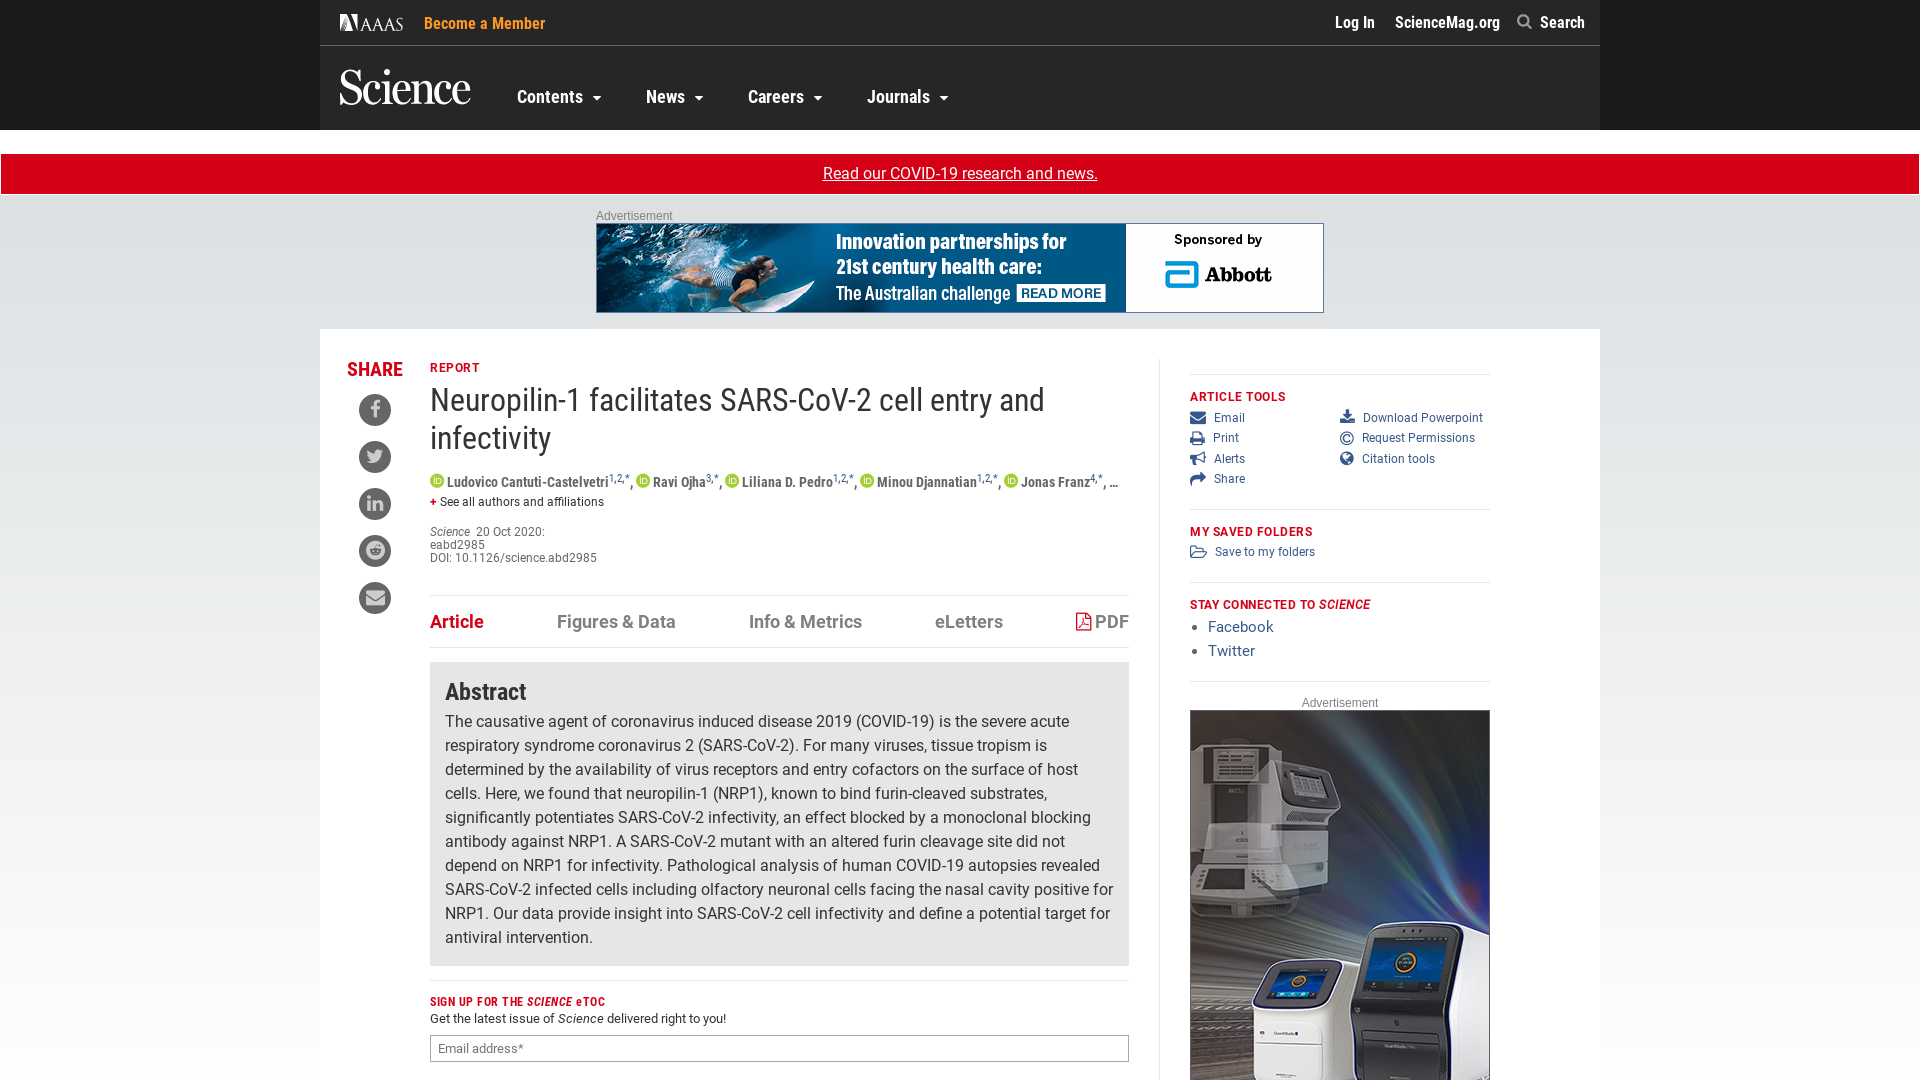 AAAS
Become a Member
Log In
ScienceMag.org
Search
Science
Contents
News
Careers
Journals
Read our COVID-19 research and news.
Advertisement
Innovation partnerships for
21st century health care:
The Australian challenge READ MORE
Sponsored by
Abbott
SHARE
REPORT
Neuropilin-1 facilitates SARS-CoV-2 cell entry and
infectivity
iD Ludovico Cantuti-Castelvetri1,2,*, iD Ravi Ojha3,*, iD Liliana D. Pedro1,2,*, iD Minou Djannatian1,2,*, iD Jonas Franz4,*, ...
+ See all authors and affiliations
Science 20 Oct 2020:
eabd2985
DOI: 10.1126/science.abd2985
Article
Figures & Data
Info & Metrics
eLetters
PDF
Abstract
The causative agent of coronavirus induced disease 2019 (COVID-19) is the severe acute
respiratory syndrome coronavirus 2 (SARS-CoV-2). For many viruses, tissue tropism is
determined by the availability of virus receptors and entry cofactors on the surface of host
cells. Here, we found that neuropilin-1 (NRP1), known to bind furin-cleaved substrates,
significantly potentiates SARS-CoV-2 infectivity, an effect blocked by a monoclonal blocking
antibody against NRP1. A SARS-CoV-2 mutant with an altered furin cleavage site did not
depend on NRP1 for infectivity. Pathological analysis of human COVID-19 autopsies revealed
SARS-CoV-2 infected cells including olfactory neuronal cells facing the nasal cavity positive for
NRP1. Our data provide insight into SARS-CoV-2 cell infectivity and define a potential target for
antiviral intervention.
SIGN UP FOR THE SCIENCE eTOC
Get the latest issue of Science delivered right to you!
Email address*
ARTICLE TOOLS
Email
Download Powerpoint
Print
Request Permissions
Alerts
Citation tools
Share
MY SAVED FOLDERS
Save to my folders
STAY CONNECTED TO SCIENCE
Facebook
Twitter
Advertisement
QuantStudio
QuantStudio